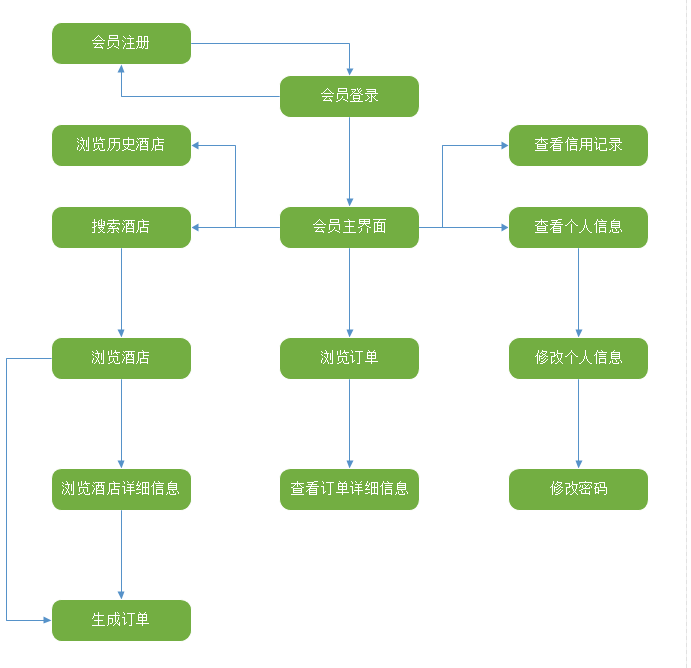 会员注册
会员登录
浏览历史酒店
查看信用记录
搜索酒店
会员主界面
查看个人信息
浏览酒店
浏览订单
修改个人信息
浏览酒店详细信息
查看订单详细信息
修改密码
生成订单